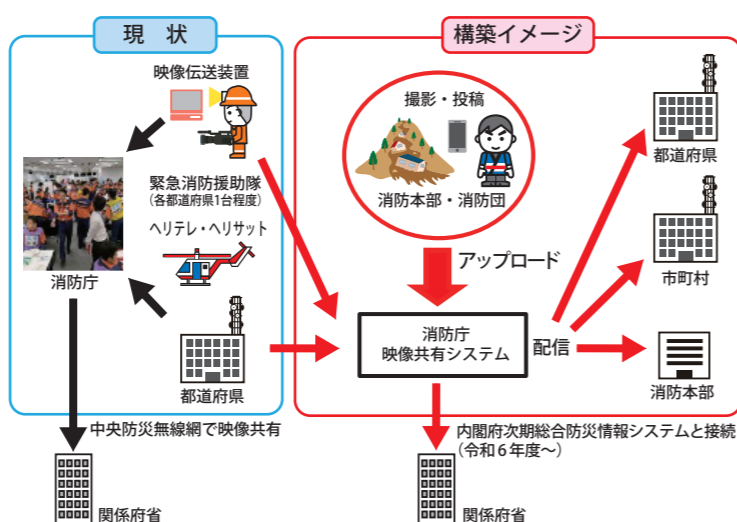 現　状
映像伝送装置
緊急消防援助隊
(各都道府県1台程度)
ヘリテレ・ヘリサット
消防庁
都道府県
中央防災無線網で映像共有
関係府省
構築イメージ
撮影・投稿
消防本部・消防団
アップロード
消防庁
映像共有システム
配信
都道府県
市町村
消防本部
内閣府次期総合防災情報システムと接続
(令和６年度～)
関係府省